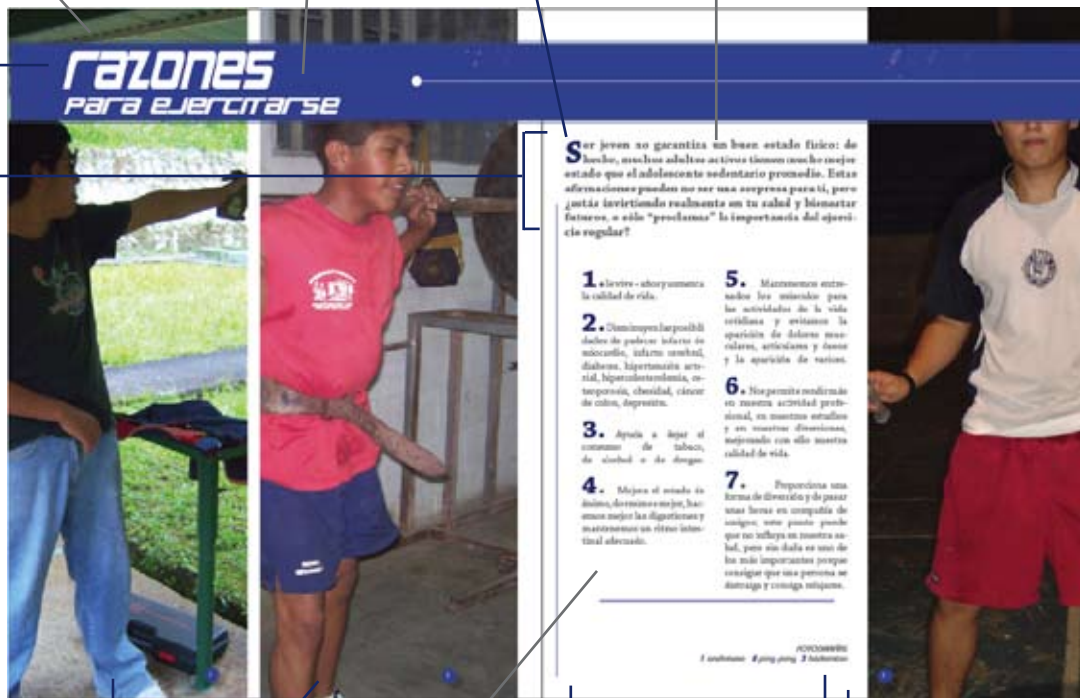 razones
para ejercitarse
Ser joven no garantiza un buen estado físico: de
hecho, muchos adultos activos tienen mucho mejor
estado que el adolescente sedentario promedio. Estas
afirmaciones pueden no ser una sorpresa para ti, pero
¿estás invirtiendo realmente en tu salud y bienestar
futuros, o sólo "proclamas" la importancia del ejerci-
cio regular?
1. años y aumenta
la calidad de vida.
2. Disminuyen las posibili
dades de padecer infarto de
miocardio, infarto cerebral,
diabetes, hipertensión arte-
rial, hipercolesterolemia, os-
teoporosis, obesidad, cáncer
de colon, depresión.
3. Ayuda a dejar el
consumo de tabaco,
de alcohol o de drogas.
4. Mejora el estado de
ánimo, dormimos mejor, hac-
emos mejor las digestiones y
mantenemos un ritmo intes-
tinal adecuado.
5. Mantenemos entre-
nados los músculos para
las actividades de la vida
cotidiana y evitamos la
aparición de dolores mus-
culares, articulares y óseos
y la aparición de varices.
6. Nos permite rendir más
en nuestra actividad profe-
sional, en nuestros estudios
y en nuestras diversiones,
mejorando con ello nuestra
calidad de vida.
7. Proporciona una
forma de diversión y de pasar
unas horas en compañía de
amigos; este punto puede
que no influya en nuestra sa-
lud, pero sin duda es uno de
los más importantes porque
consigue que una persona se
distraiga y consiga relajarse.
1 2 ping-pong 3 badminton